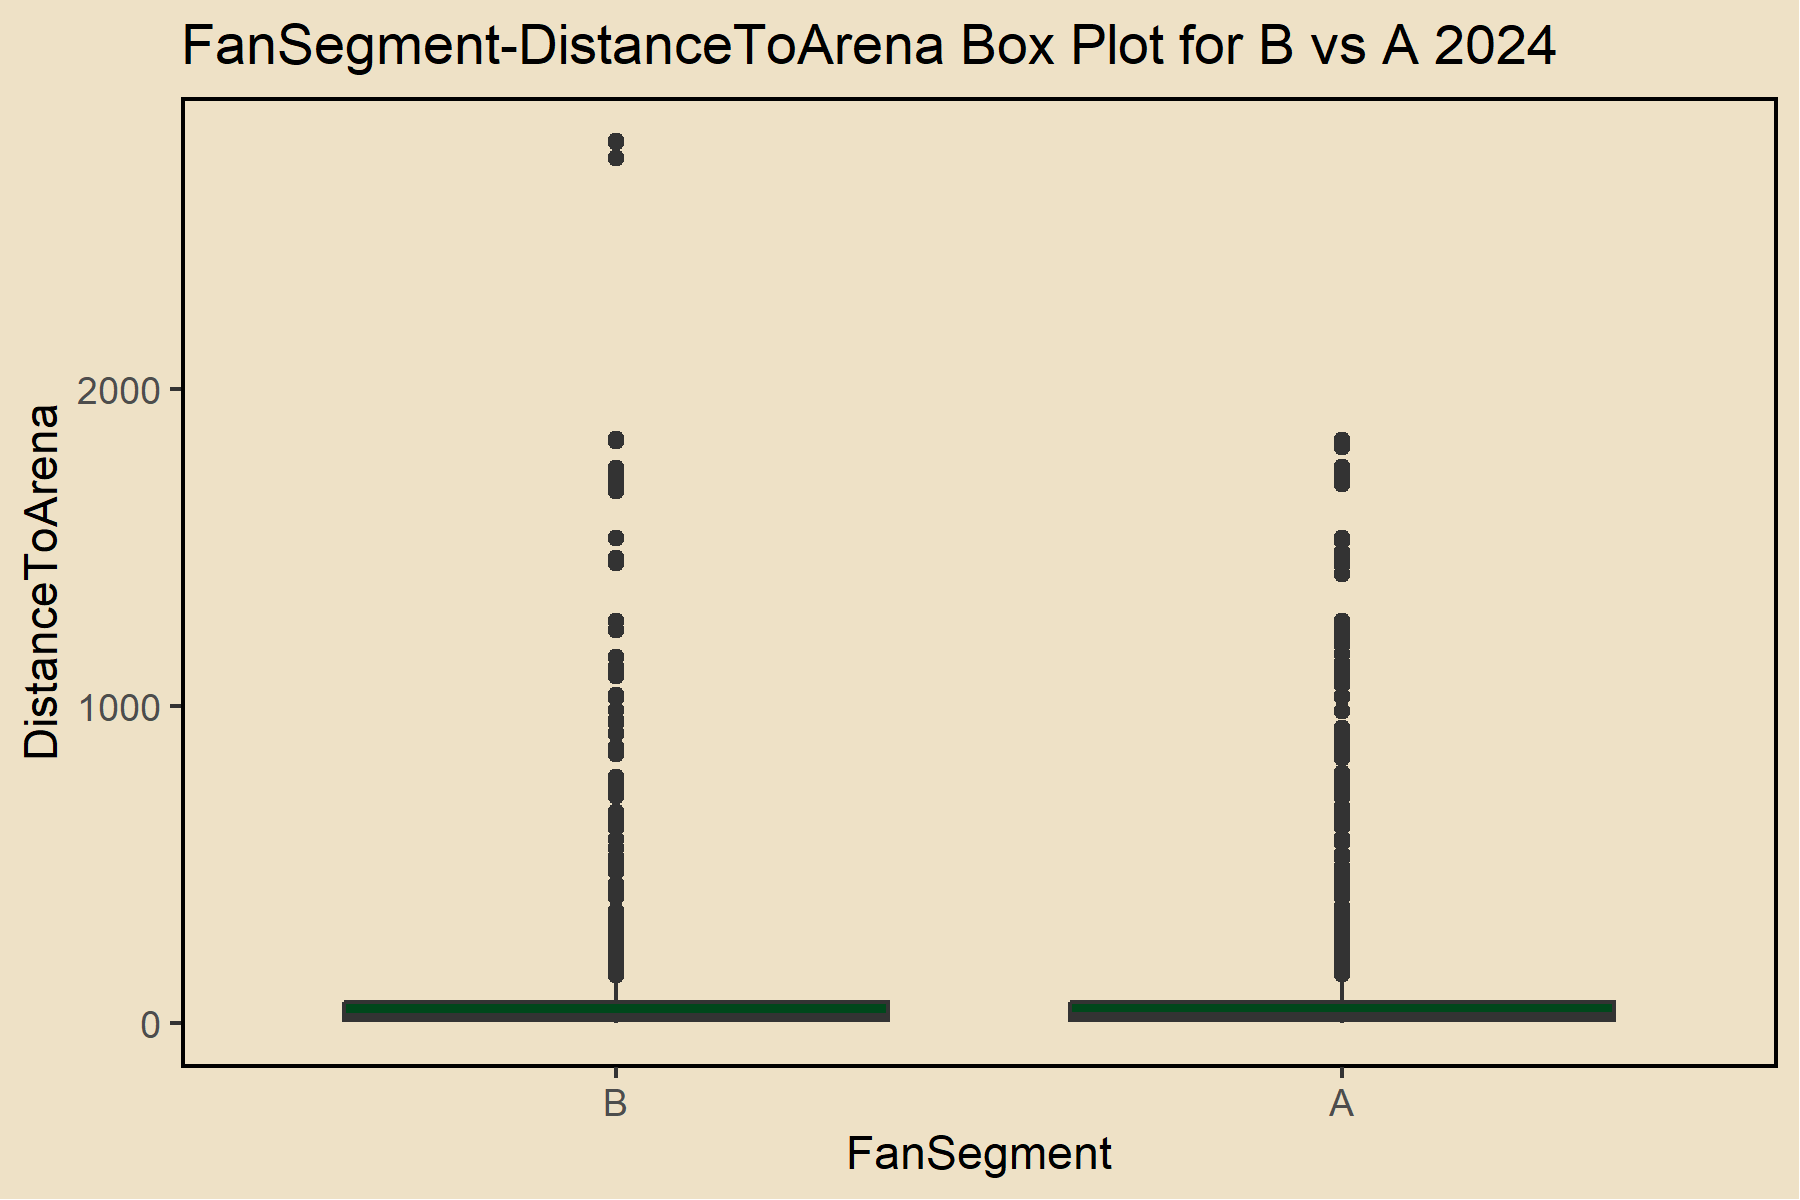 FanSegment-DistanceToArena Box Plot for B vs A 2024
DistanceToArena
2000
1000
0
B
A
FanSegment